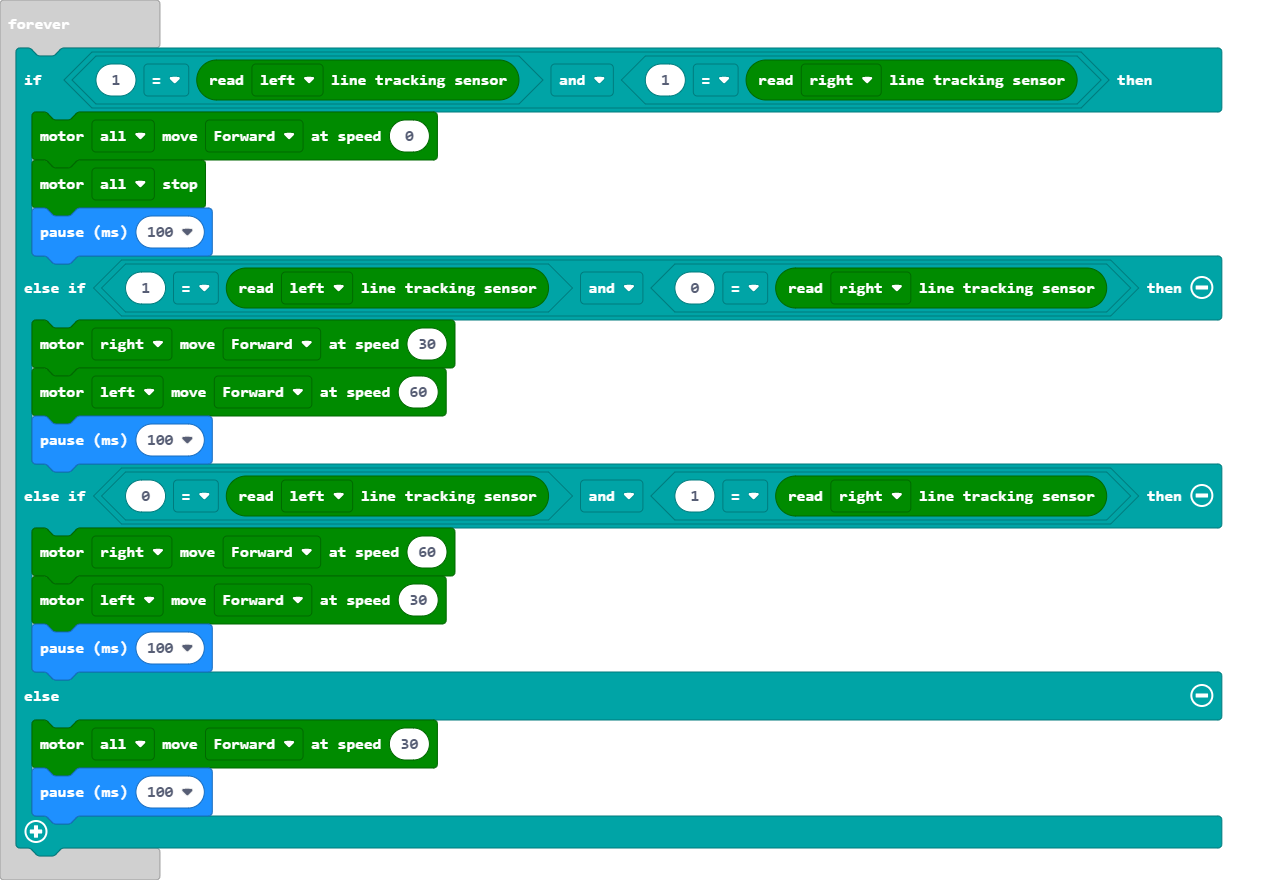 forever
if 1 = read left line tracking sensor and 1 = read right line tracking sensor then
motor all move Forward at speed 0
motor all stop
pause (ms) 100
else if 1 = read left line tracking sensor and 0 = read right line tracking sensor then
motor right move Forward at speed 30
motor left move Forward at speed 60
pause (ms) 100
else if 0 = read left line tracking sensor and 1 = read right line tracking sensor then
motor right move Forward at speed 60
motor left move Forward at speed 30
pause (ms) 100
else
motor all move Forward at speed 30
pause (ms) 100